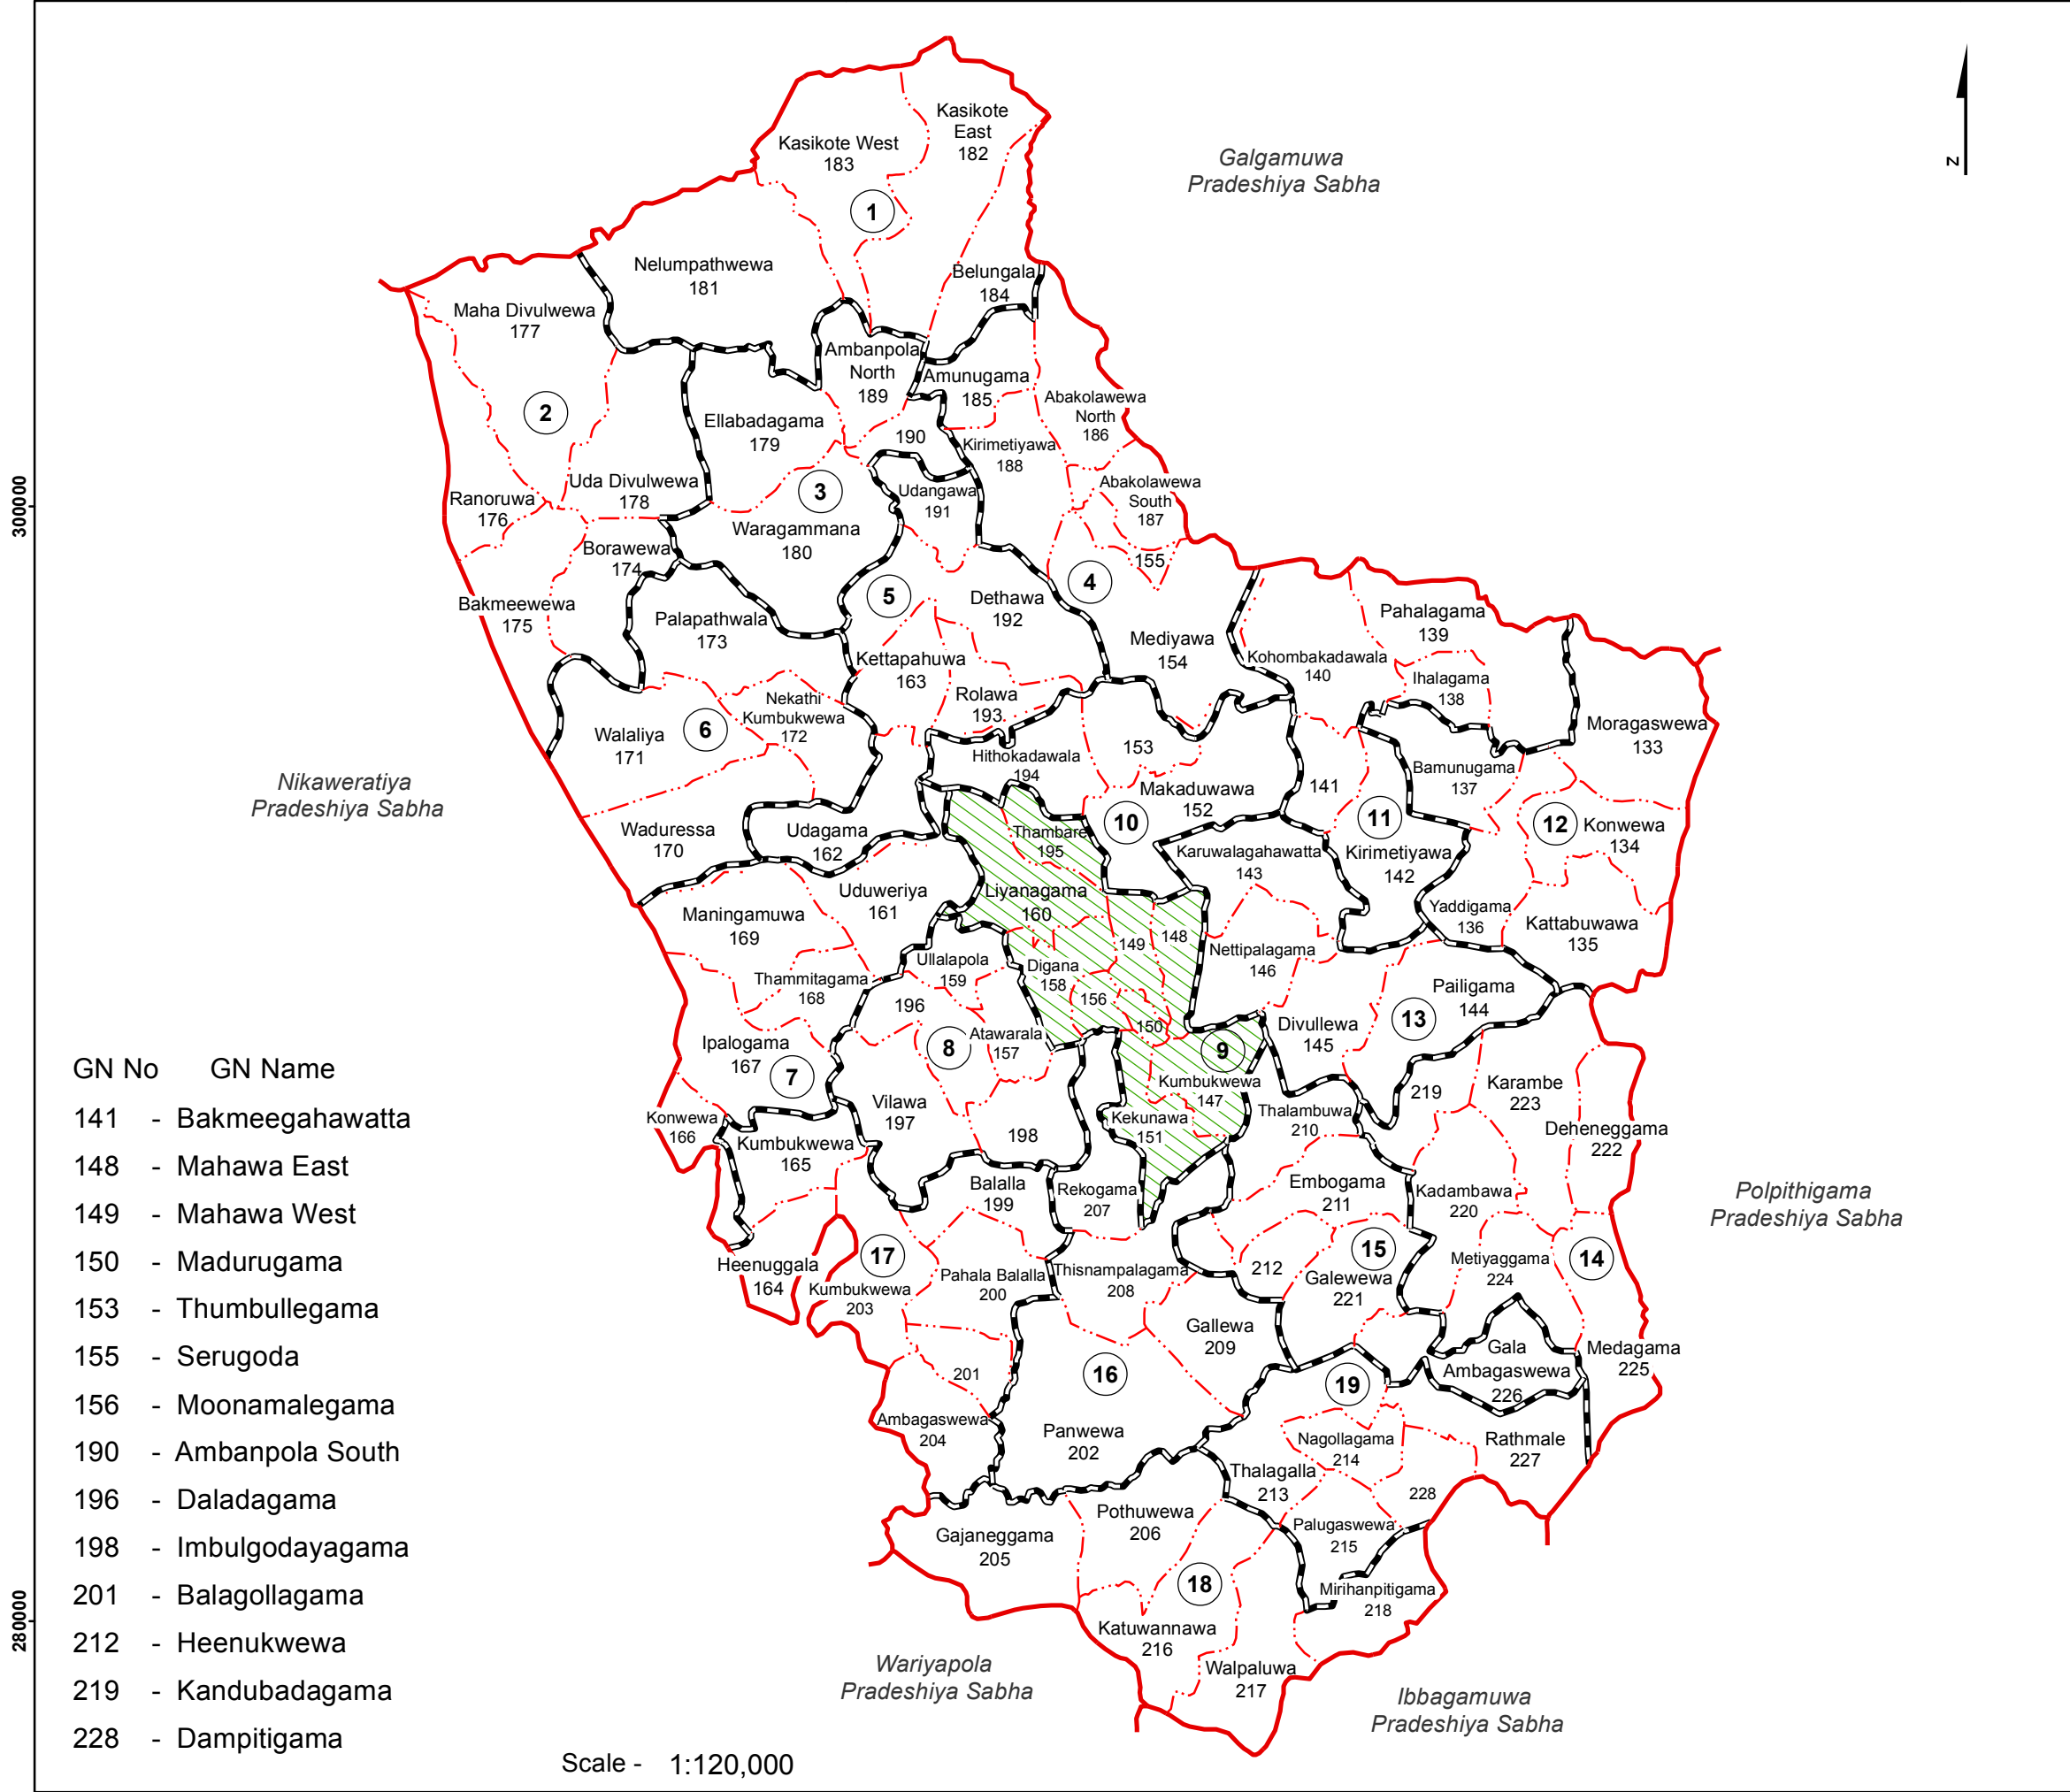 Kasikote
East
182
Kasikote West
183
1
Galgamuwa
Pradeshiya Sabha
z
Nelumpathwewa
181
Belungala
184
Maha Divulwewa
177
Ambanpola
North
189
Amunugama
185
Abakolawewa
North
186
2
Ellabadagama
179
190
Kirimetiyawa
188
Uda Divulwewa
178
3
Udangawa
191
Abakolawewa
South
187
Ranoruwa
176
300000
Waragammana
180
Borawewa
174
155
4
5
Bakmeewewa
175
Palapathwala
173
Dethawa
192
Pahalagama
139
Mediyawa
154
Kettapahuwa
163
Kohombakadawala
140
Ihalagama
138
Rolawa
193
Nekathi
Kumbukwewa
172
6
Walaliya
171
Moragaswewa
133
153
Hithokadawala
194
Bamunugama
137
141
Nikaweratiya
Pradeshiya Sabha
Makaduwawa
152
10
11
12
Konwewa
134
Waduressa
170
Udagama
162
Thambare
195
Karuwalagahawatta
143
Kirimetiyawa
142
Uduweriya
161
Liyanagama
160
Maningamuwa
169
Yaddigama
136
Kattabuwawa
135
149
148
Nettipalagama
146
Ullalapola
159
Digana
158
Thammitagama
168
196
156
Pailigama
144
13
Ipalogama
167
7
8
Atawarala
157
150
9
Divullewa
145
Kumbukwewa
147
219
Karambe
223
Vilawa
197
Konwewa
166
Kekunawa
151
Thalambuwa
210
Deheneggama
222
Kumbukwewa
165
198
Balalla
199
Rekogama
207
Embogama
211
Kadambawa
220
Polpithigama
Pradeshiya Sabha
17
15
14
Heenuggala
164
Kumbukwewa
203
Pahala Balalla
200
Thisnampalagama
208
212
Galewewa
221
Metiyaggama
224
Gallewa
209
Gala
Ambagaswewa
226
Medagama
225
201
16
19
Ambagaswewa
204
Panwewa
202
Nagollagama
214
Rathmale
227
Thalagalla
213
228
Gajaneggama
205
Pothuwewa
206
Palugaswewa
215
18
Mirihanpitigama
218
Katuwannawa
216
Walpaluwa
217
Wariyapola
Pradeshiya Sabha
Ibbagamuwa
Pradeshiya Sabha
280000
GN No GN Name
141 - Bakmeegahawatta
148 - Mahawa East
149 - Mahawa West
150 - Madurugama
153 - Thumbullegama
155 - Serugoda
156 - Moonamalegama
190 - Ambanpola South
196 - Daladagama
198 - Imbulgodayagama
201 - Balagollagama
212 - Heenukwewa
219 - Kandubadagama
228 - Dampitigama
Scale - 1:120,000